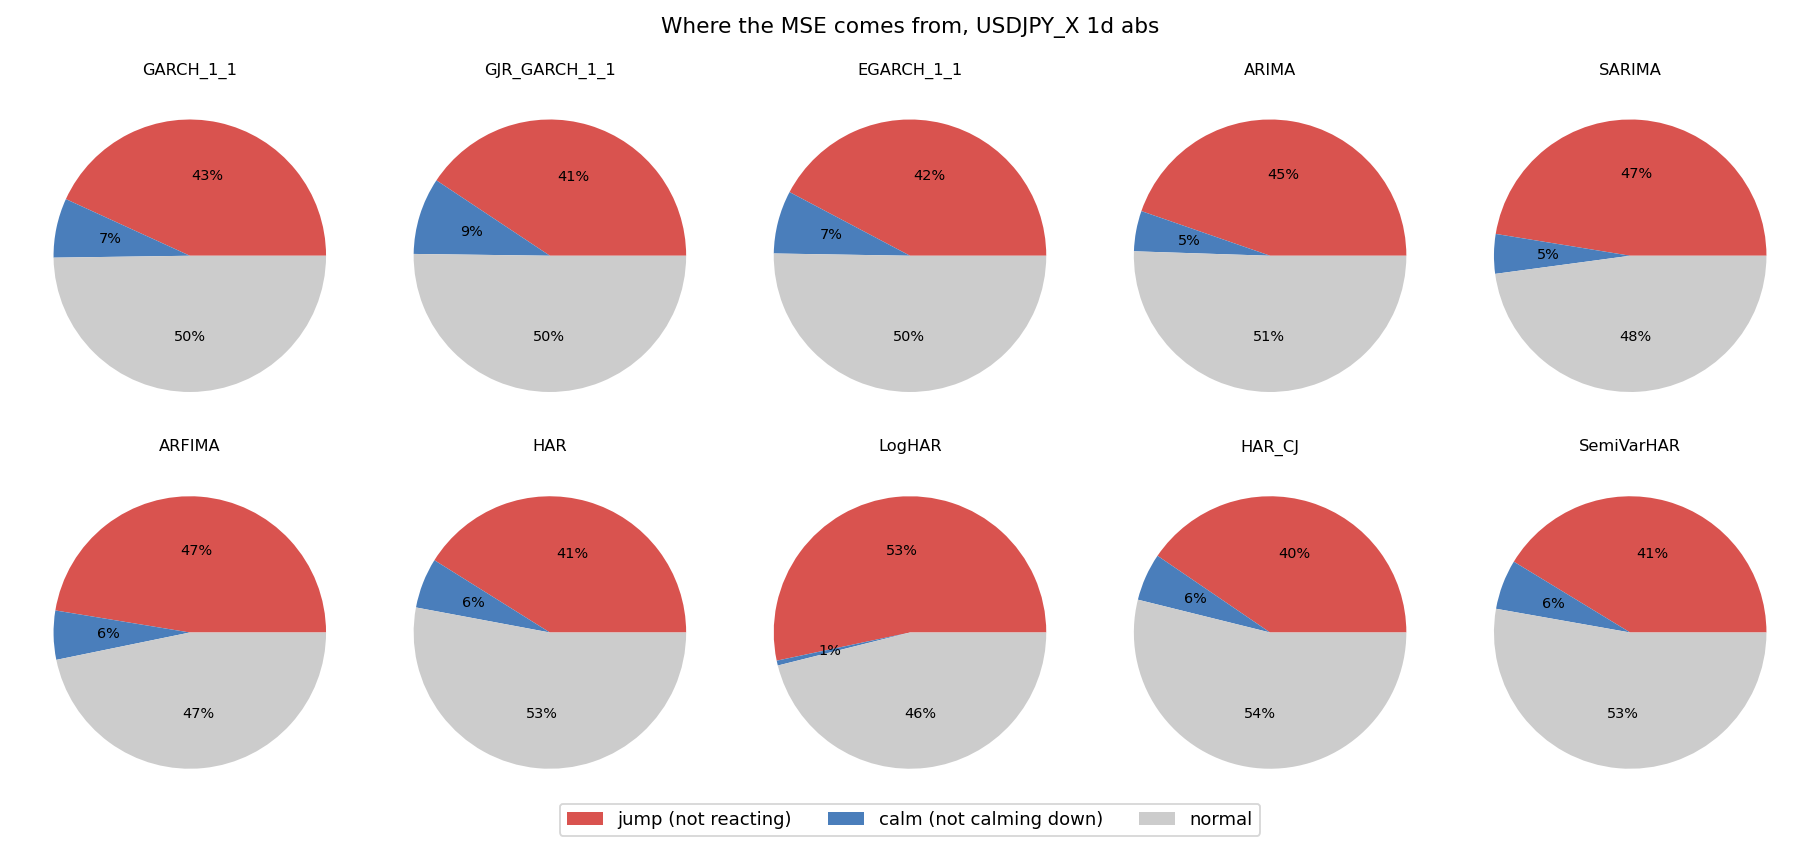 Where the MSE comes from, USDJPY_X 1d abs
GARCH_1_1
GJR_GARCH_1_1
EGARCH_1_1
ARIMA
SARIMA
43%
7%
50%
41%
9%
50%
42%
7%
50%
45%
5%
51%
47%
5%
48%
ARFIMA
HAR
LogHAR
HAR_CJ
SemiVarHAR
47%
6%
47%
41%
6%
53%
53%
1%
46%
40%
6%
54%
41%
6%
53%
jump (not reacting)
calm (not calming down)
normal